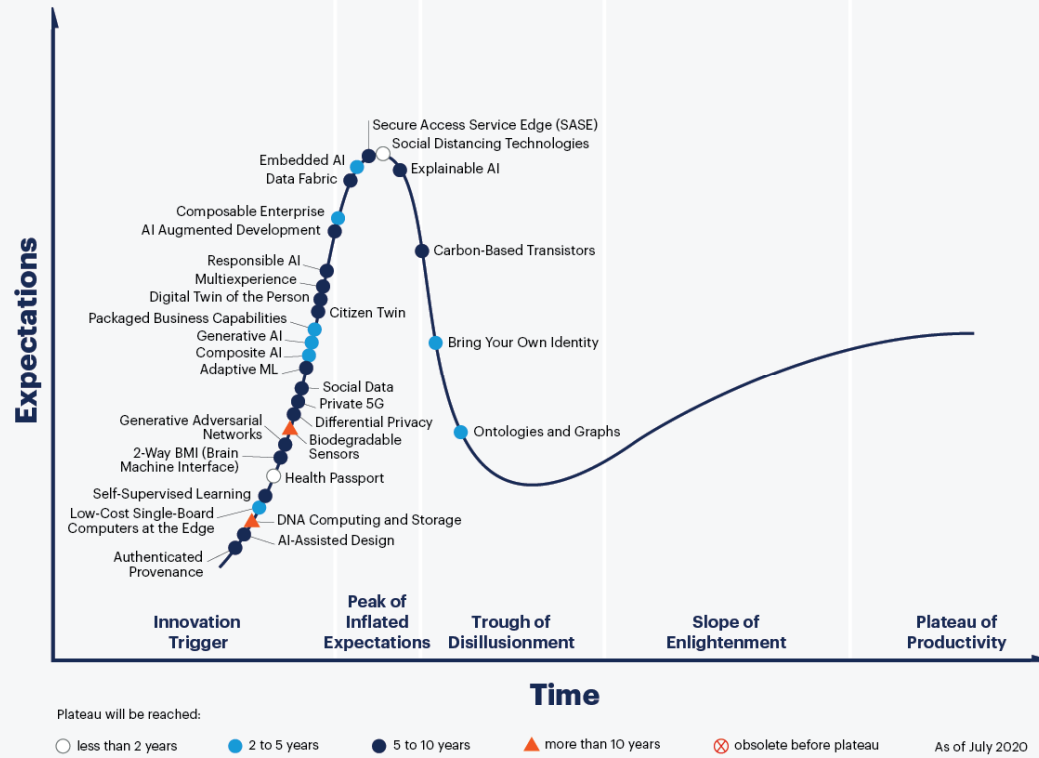 Secure Access Service Edge (SASE)
Social Distancing Technologies
Embedded AI
Explainable AI
Data Fabric
Composable Enterprise
AI Augmented Development
Carbon-Based Transistors
Responsible AI
Multiexperience
Digital Twin of the Person
Citizen Twin
Packaged Business Capabilities
Generative AI
Bring Your Own Identity
Composite AI
Adaptive ML
Social Data
Private 5G
Differential Privacy
Generative Adversarial
Networks
Ontologies and Graphs
Biodegradable
Sensors
2-Way BMI (Brain
Machine Interface)
Health Passport
Self-Supervised Learning
Low-Cost Single-Board
Computers at the Edge
DNA Computing and Storage
AI-Assisted Design
Authenticated
Provenance
Expectations
Innovation
Trigger
Peak of
Inflated
Expectations
Trough of
Disillusionment
Slope of
Enlightenment
Plateau of
Productivity
Time
Plateau will be reached:
less than 2 years
2 to 5 years
5 to 10 years
more than 10 years
obsolete before plateau
As of July 2020